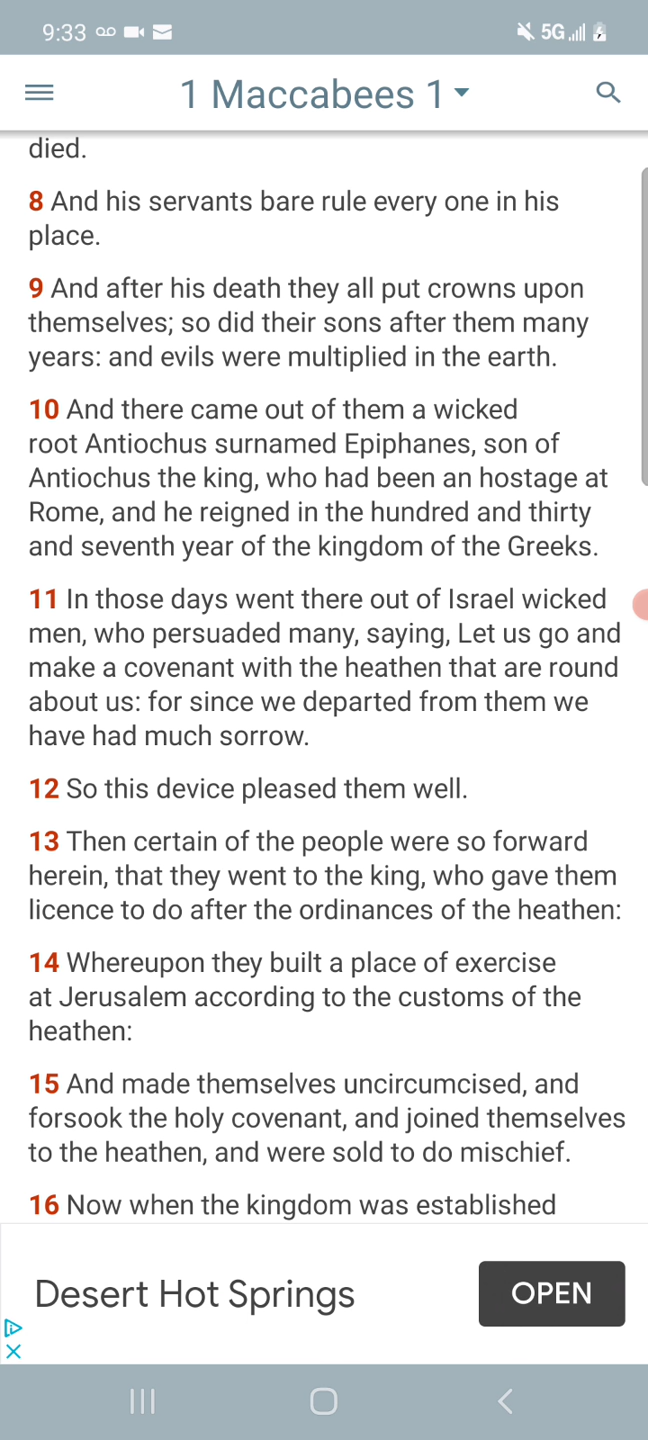 9:33
5G
1 Maccabees 1
died.
8 And his servants bare rule every one in his
place.
9 And after his death they all put crowns upon
themselves; so did their sons after them many
years: and evils were multiplied in the earth.
10 And there came out of them a wicked
root Antiochus surnamed Epiphanes, son of
Antiochus the king, who had been an hostage at
Rome, and he reigned in the hundred and thirty
and seventh year of the kingdom of the Greeks.
11 In those days went there out of Israel wicked
men, who persuaded many, saying, Let us go and
make a covenant with the heathen that are round
about us: for since we departed from them we
have had much sorrow.
12 So this device pleased them well.
13 Then certain of the people were so forward
herein, that they went to the king, who gave them
licence to do after the ordinances of the heathen:
14 Whereupon they built a place of exercise
at Jerusalem according to the customs of the
heathen:
15 And made themselves uncircumcised, and
forsook the holy covenant, and joined themselves
to the heathen, and were sold to do mischief.
16 Now when the kingdom was established
Desert Hot Springs
OPEN